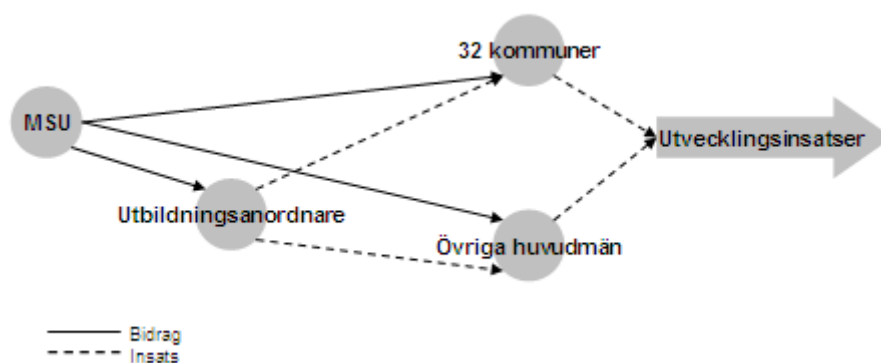 32 kommuner
MSU
Utvecklingsinsatser
Utbildningsanordnare
Övriga huvudmän
Bidrag
Insats